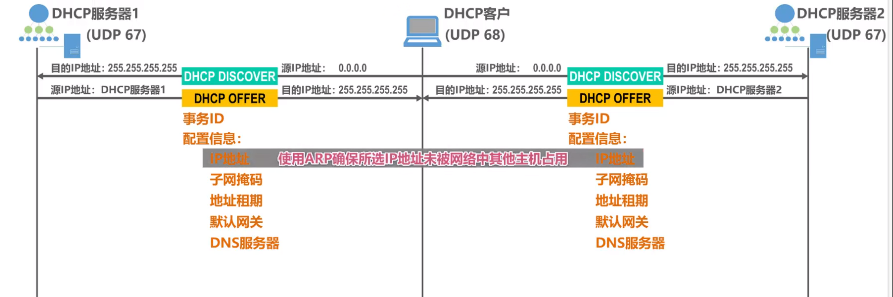 DHCP服务器1
(UDP 67)
DHCP客户
(UDP 68)
DHCP服务器2
(UDP 67)
目的IP地址: 255.255.255.255 DHCP DISCOVER 源IP地址: 0.0.0.0
源IP地址: 0.0.0.0 DHCP DISCOVER 目的IP地址: 255.255.255.255
源IP地址: DHCP服务器1 DHCP OFFER 目的IP地址: 255.255.255.255
目的IP地址: 255.255.255.255 DHCP OFFER 源IP地址: DHCP服务器2
事务ID
配置信息:
IP地址
子网掩码
地址租期
默认网关
DNS服务器
使用ARP确保所选IP地址未被网络中其他主机占用
事务ID
配置信息:
IP地址
子网掩码
地址租期
默认网关
DNS服务器